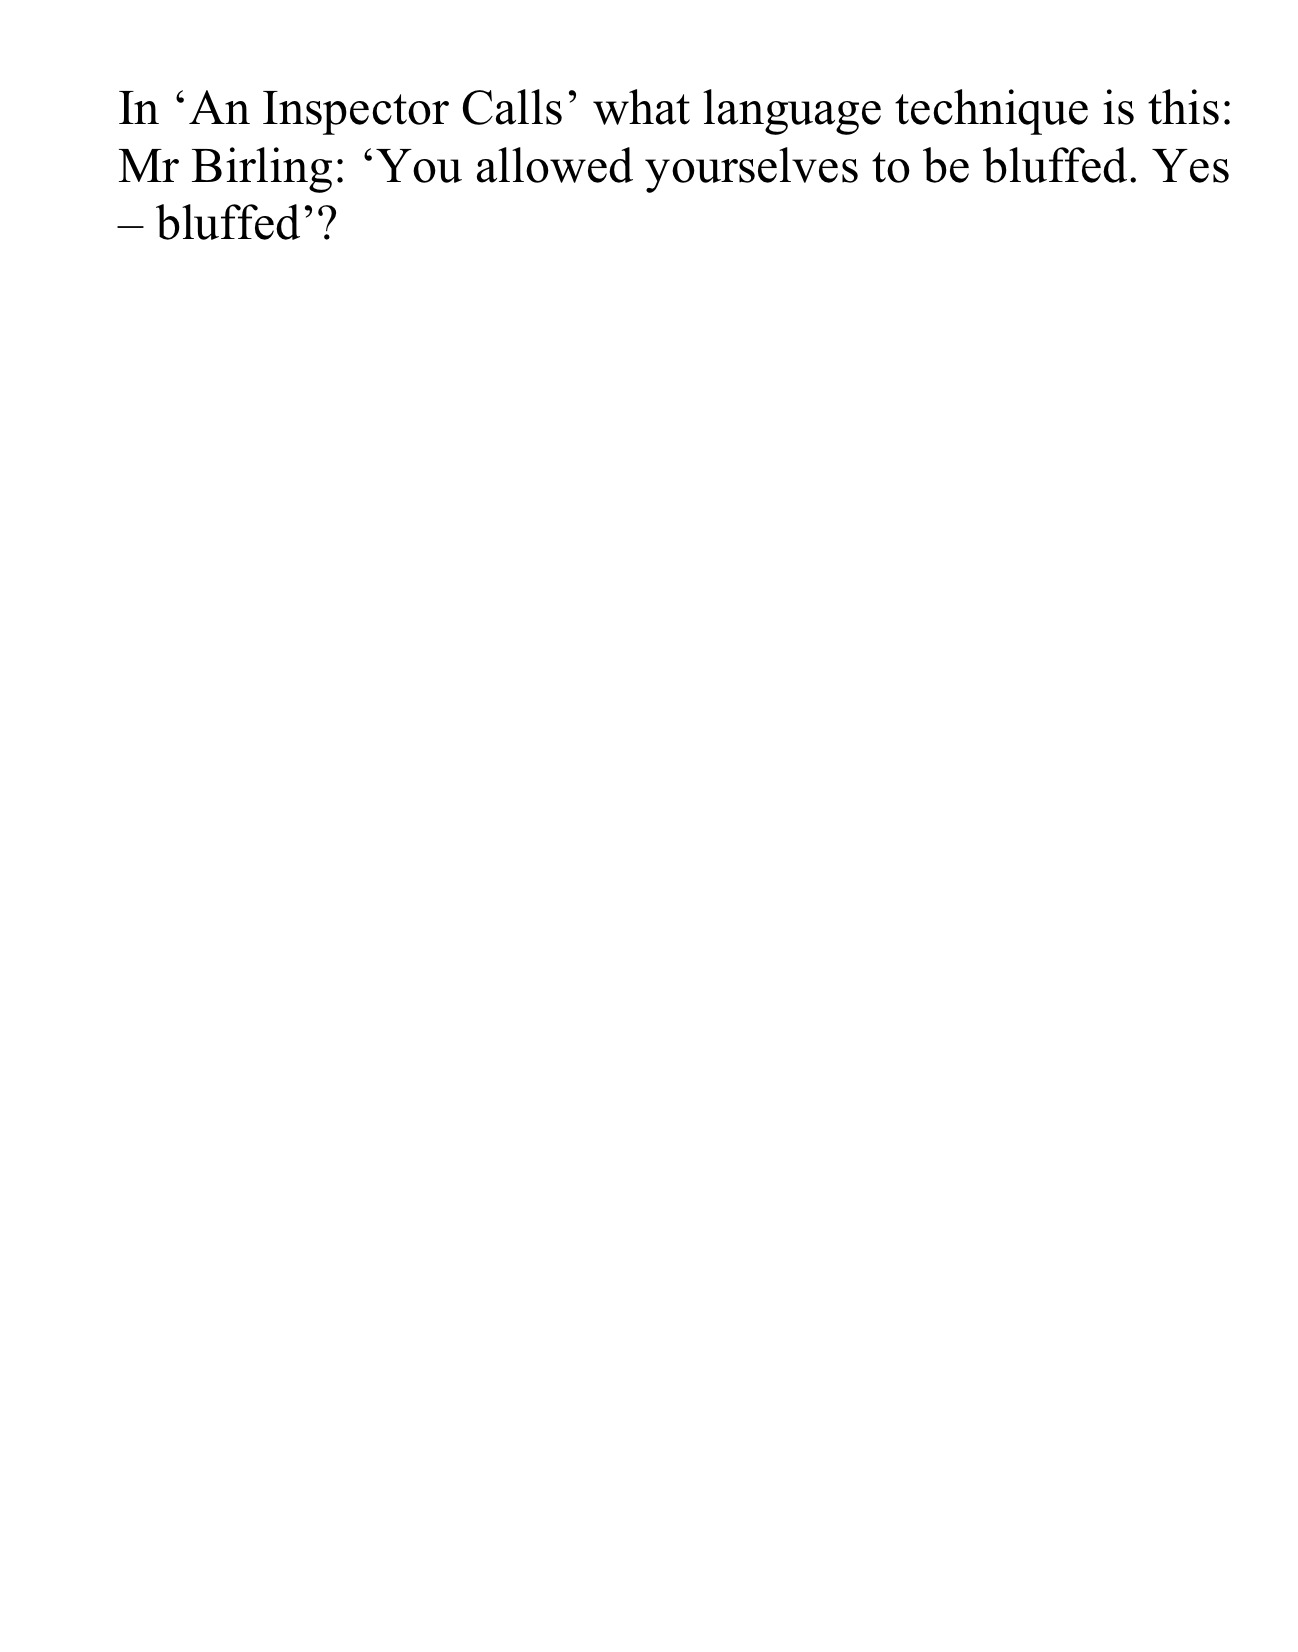 In ‘An Inspector Calls’ what language technique is this:
Mr Birling: ‘You allowed yourselves to be bluffed. Yes
– bluffed’?